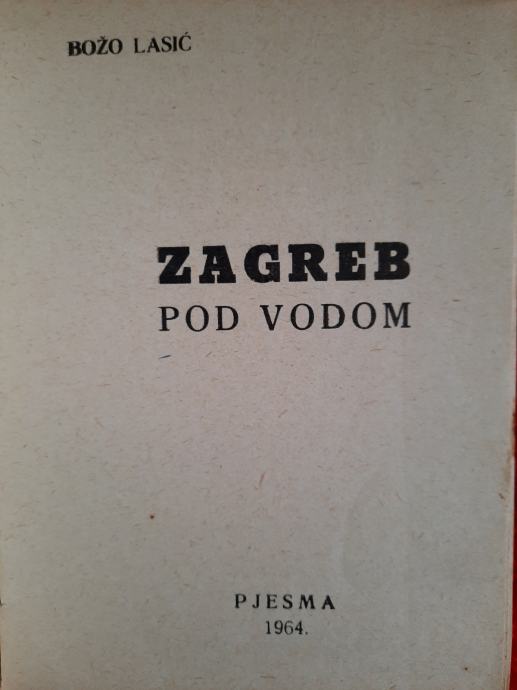 BOŽO LASIĆ
ZAGREB
POD VODOM
PJESMA
1964.